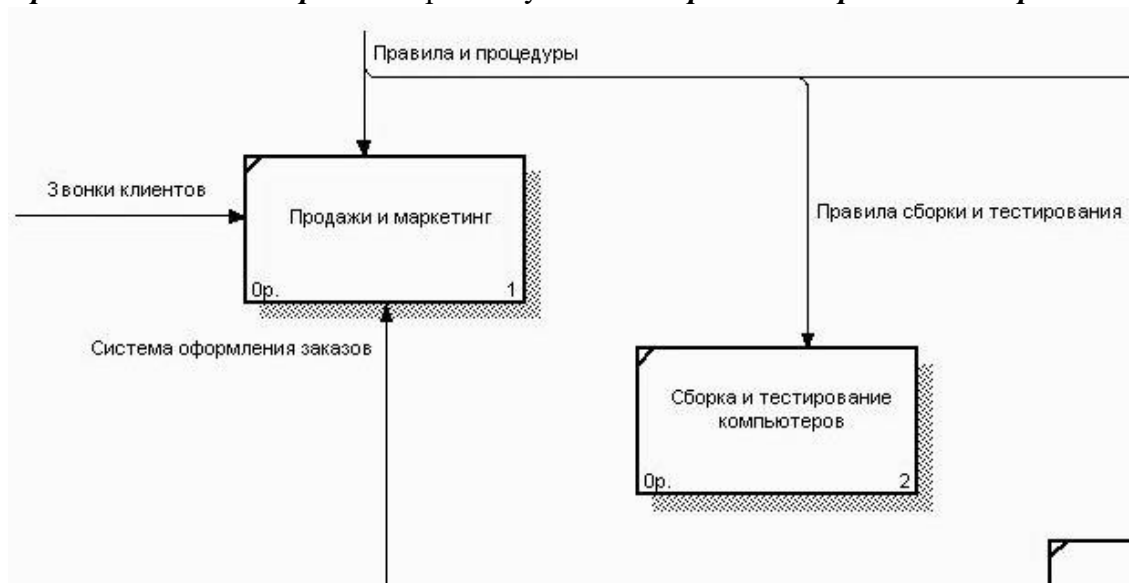 Правила и процедуры
Звонки клиентов
Продажи и маркетинг
0р.
1
Правила сборки и тестирования
Система оформления заказов
Сборка и тестирование
компьютеров
0р.
2